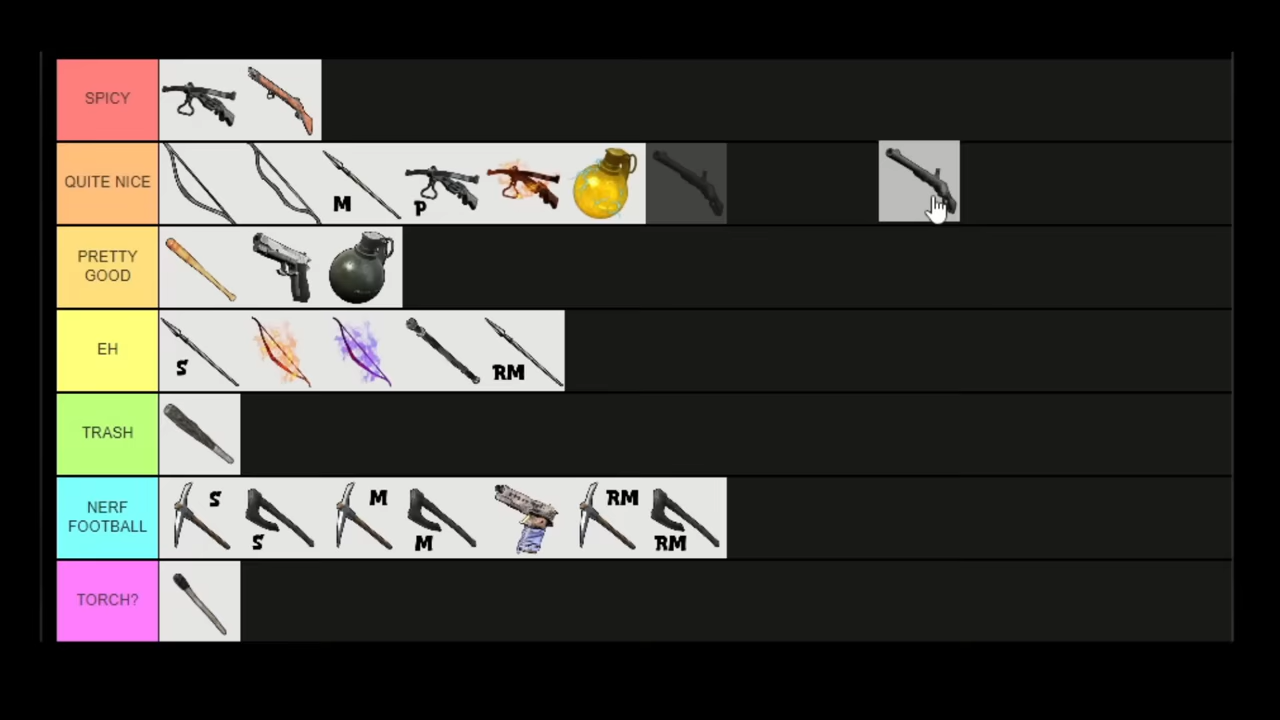 SPICY
QUITE NICE
M
P
PRETTY
GOOD
EH
S
RM
TRASH
NERF
FOOTBALL
S
S
M
M
RM
RM
TORCH?